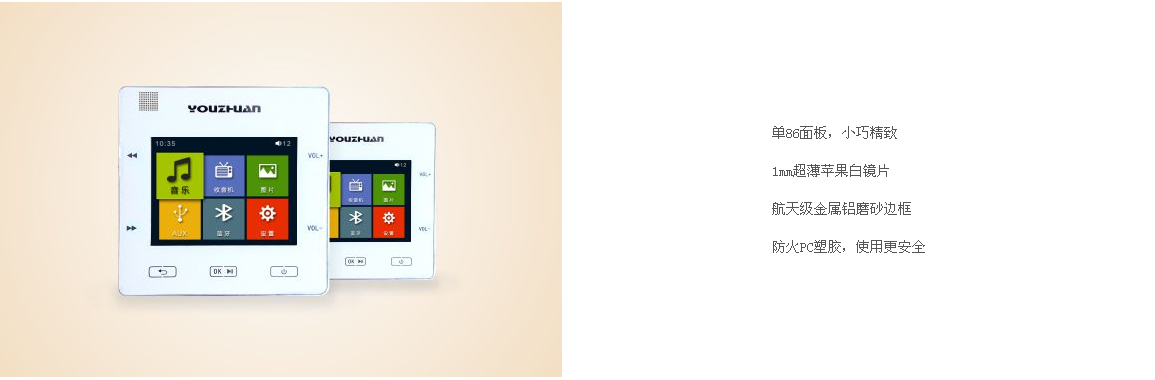 YOUZHUAN
10:35
12
音乐
收音机
图片
AUX
蓝牙
设置
VOL+
VOL-
OK
YOUZHUAN
12
收音机
图片
蓝牙
设置
VOL+
VOL-
OK
单86面板，小巧精致
1mm超薄苹果白镜片
航天级金属铝磨砂边框
防火PC塑胶，使用更安全